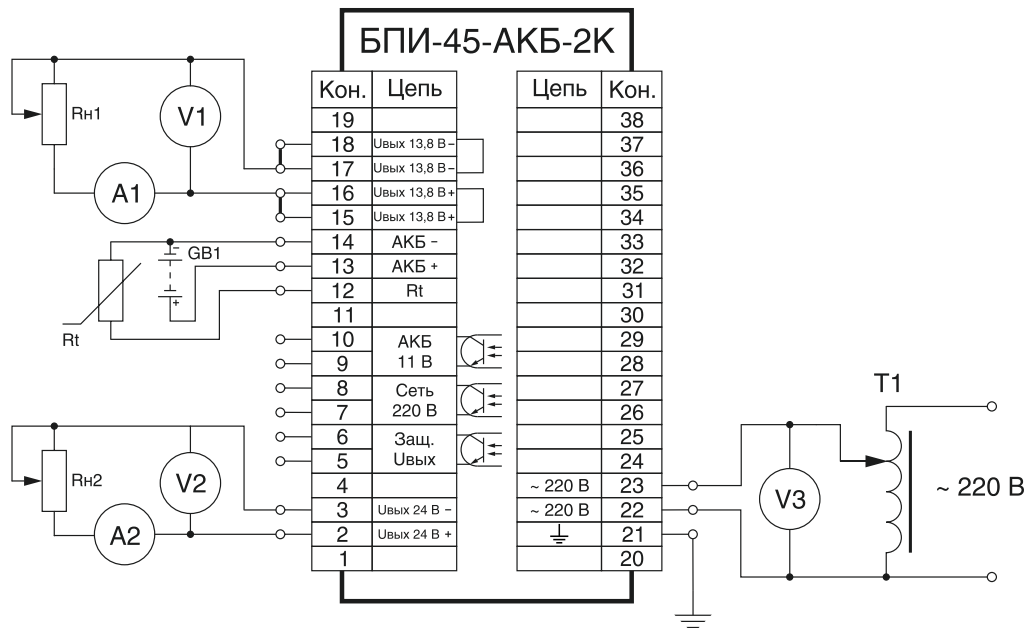 БПИ-45-АКБ-2К
Кон. Цепь
19
18 Uвых 13,8 В −
17 Uвых 13,8 В −
16 Uвых 13,8 В +
15 Uвых 13,8 В +
14 АКБ −
13 АКБ +
12 Rt
11
10 АКБ
9 11 В
8 Сеть
7 220 В
6 Защ.
5 Uвых
4
3 Uвых 24 В −
2 Uвых 24 В +
1
Цепь Кон.
38
37
36
35
34
33
32
31
30
29
28
27
26
25
24
~ 220 В 23
~ 220 В 22
21
20
Rн1
V1
A1
− GB1
+
Rt
Rн2
V2
A2
T1
V3
~ 220 В